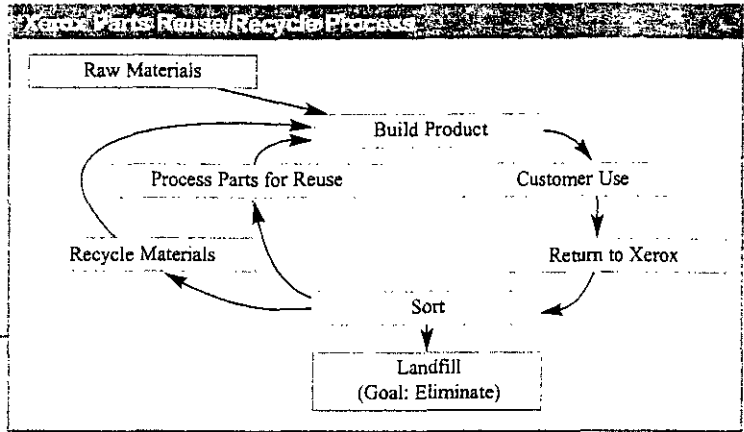 Xerox Parts Reuse/Recycle Process
Raw Materials
Build Product
Process Parts for Reuse
Customer Use
Recycle Materials
Return to Xerox
Sort
Landfill
(Goal: Eliminate)